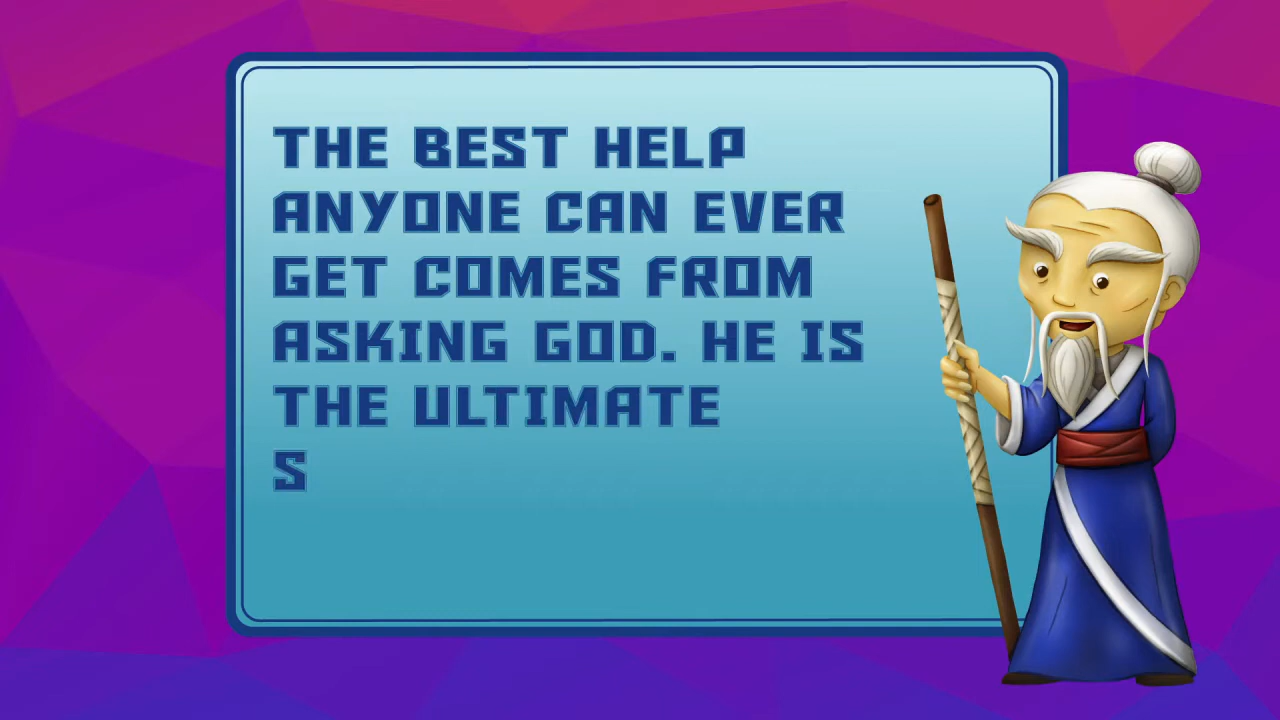 THE BEST HELP
ANYONE CAN EVER
GET COMES FROM
ASKING GOD. HE IS
THE ULTIMATE
S